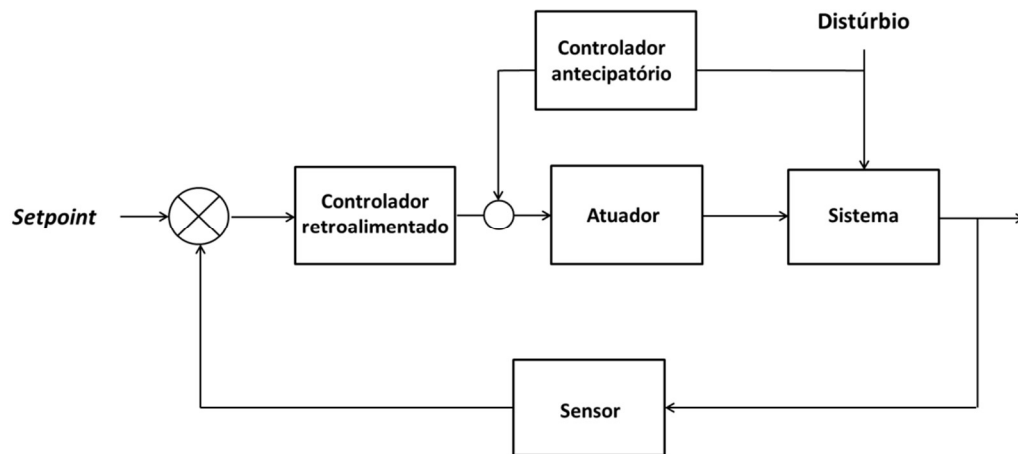 Distúrbio
Controlador
antecipatório
Setpoint
Controlador
retroalimentado
Atuador
Sistema
Sensor